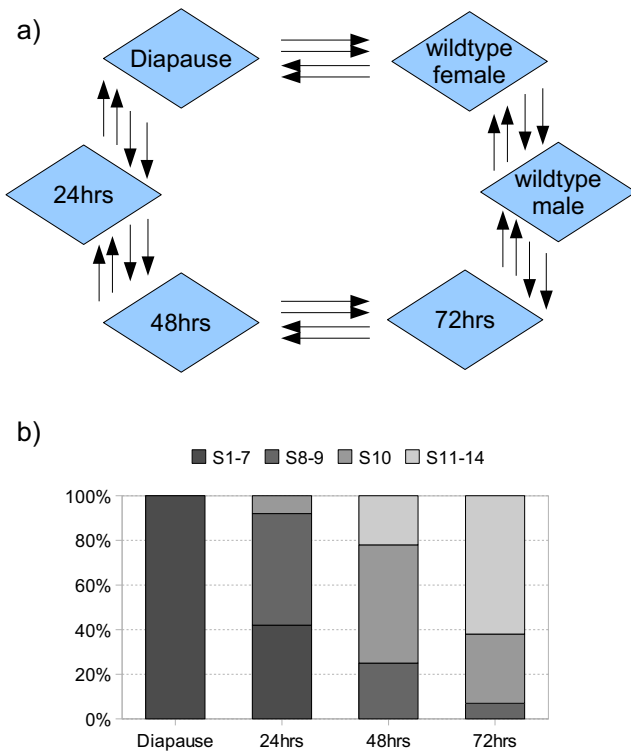 a)
Diapause
wildtype
female
24hrs
wildtype
male
48hrs
72hrs
b)
S1-7 S8-9 S10 S11-14
100%
80%
60%
40%
20%
0%
Diapause 24hrs 48hrs 72hrs